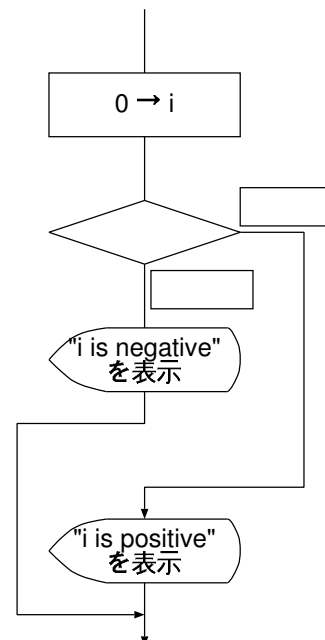 0 → i
"i is negative"
を表示
"i is positive"
を表示